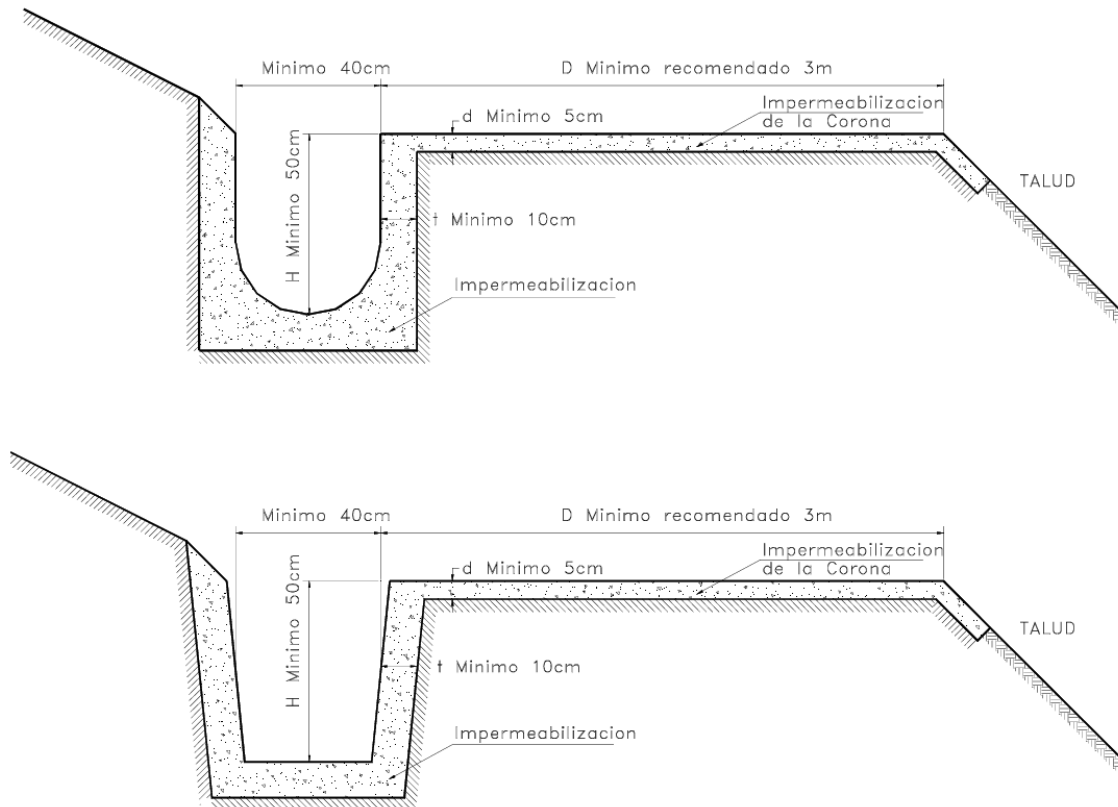 Minimo 40cm
D Minimo recomendado 3m
d Minimo 5cm
Impermeabilizacion
de la Corona
H Minimo 50cm
TALUD
t Minimo 10cm
Impermeabilizacion
Minimo 40cm
D Minimo recomendado 3m
d Minimo 5cm
Impermeabilizacion
de la Corona
H Minimo 50cm
TALUD
t Minimo 10cm
Impermeabilizacion